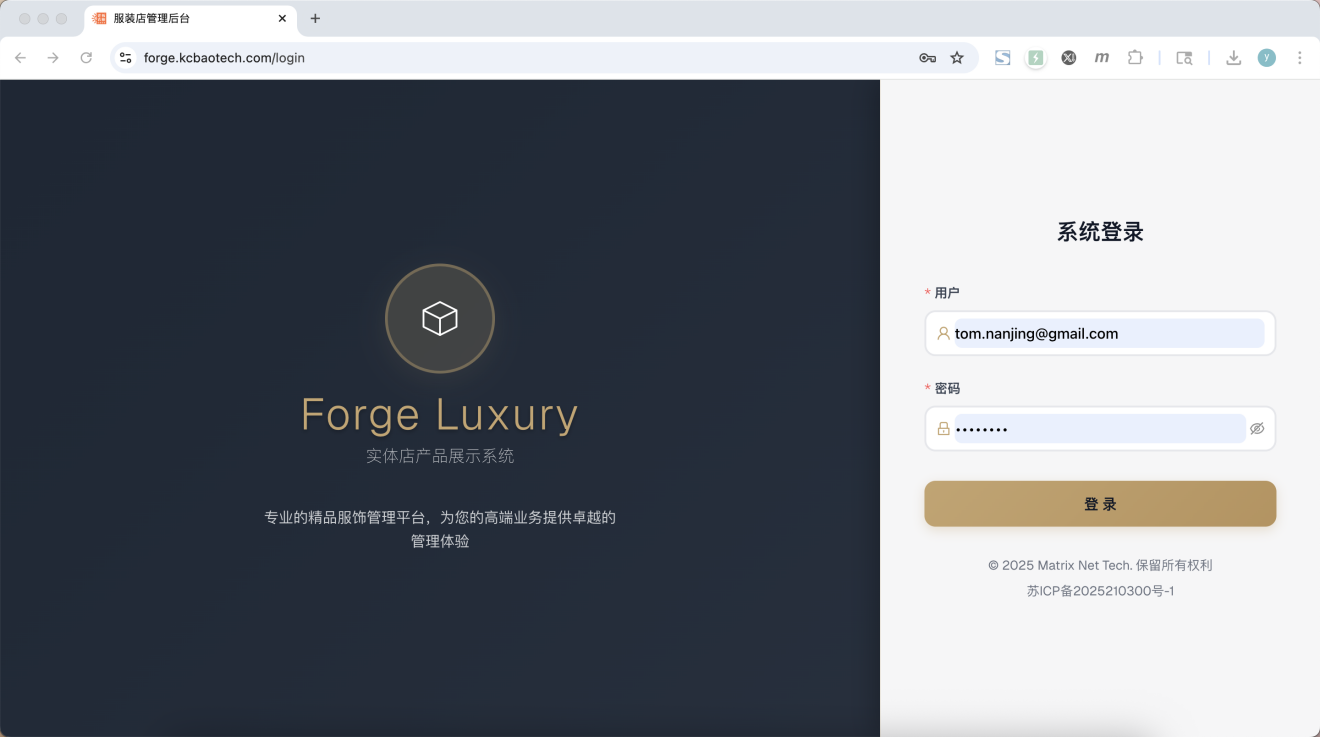 服装店管理后台
forge.kcbaotech.com/login
y
Forge Luxury
实体店产品展示系统
专业的精品服饰管理平台，为您的高端业务提供卓越的
管理体验
系统登录
* 用户
tom.nanjing@gmail.com
* 密码
••••••••
登 录
© 2025 Matrix Net Tech. 保留所有权利
苏ICP备2025210300号-1